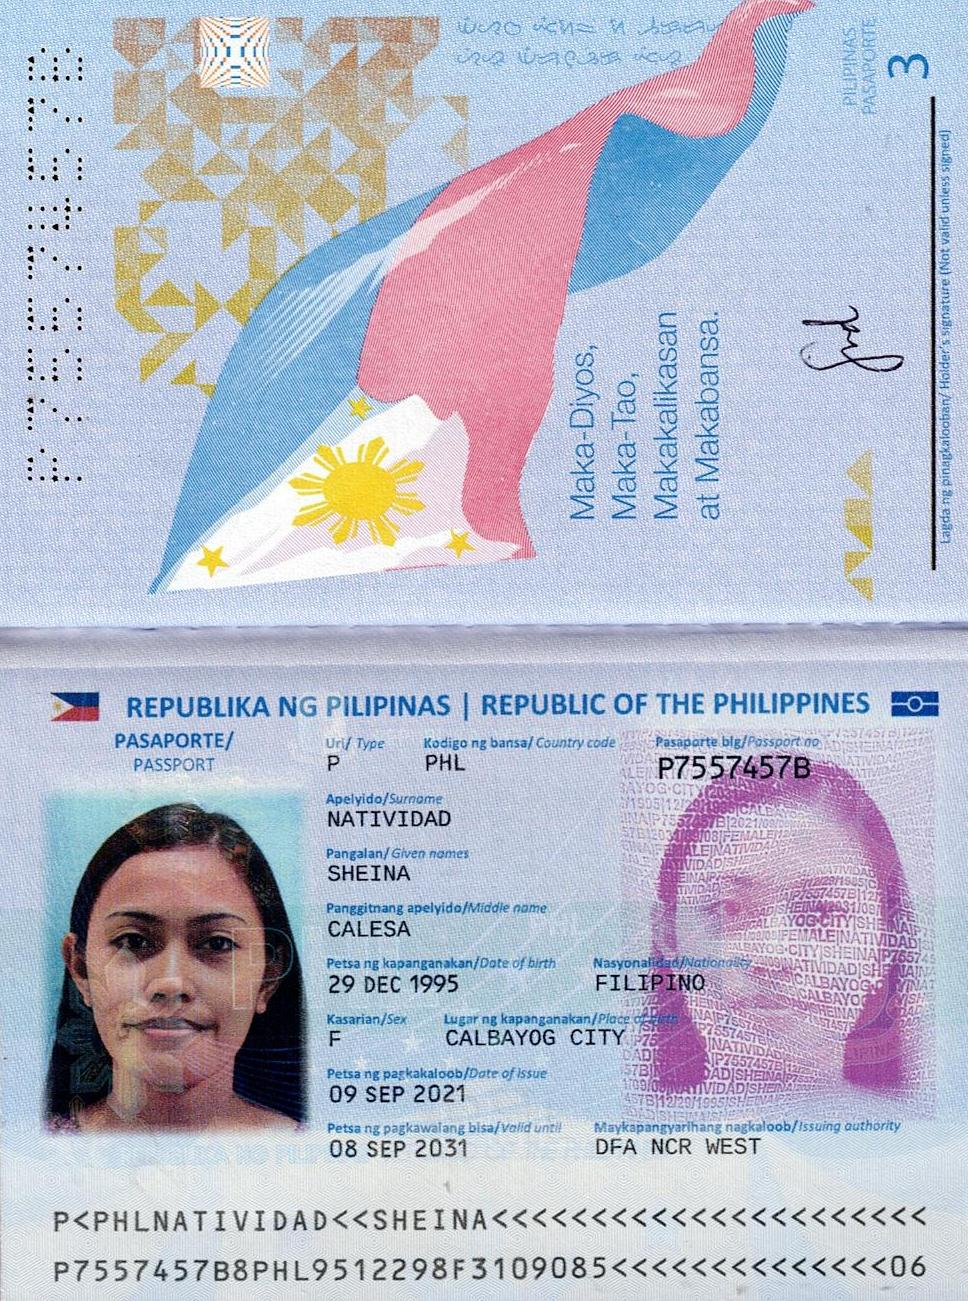 P7557457B
PILIPINAS
PASAPORTE
3
Maka-Diyos,
Maka-Tao,
Makakalikasan
at Makabansa.
Lagda ng pinagkalooban/ Holder's signature (Not valid unless signed)
REPUBLIKA NG PILIPINAS | REPUBLIC OF THE PHILIPPINES
PASAPORTE/
PASSPORT
Uri/ Type Kodigo ng bansa/ Country code Pasaporte blg/Passport no
P PHL P7557457B
Apelyido/Surname
NATIVIDAD
Pangalan/ Given names
SHEINA
Panggitnang apelyido/Middle name
CALESA
Petsa ng kapanganakan/Date of birth Nasyonalidad/Nationality
29 DEC 1995 FILIPINO
Kasarian/Sex Lugar ng kapanganakan/Place of birth
F CALBAYOG CITY
Petsa ng pagkakaloob/Date of issue
09 SEP 2021
Petsa ng pagkawalang bisa/Valid until Maykapangyarihang nagkaloob/Issuing authority
08 SEP 2031 DFA NCR WEST
P<PHLNATIVIDAD<<SHEINA<<<<<<<<<<<<<<<<<<<<<<
P7557457B8PHL9512298F3109085<<<<<<<<<<<<<<06